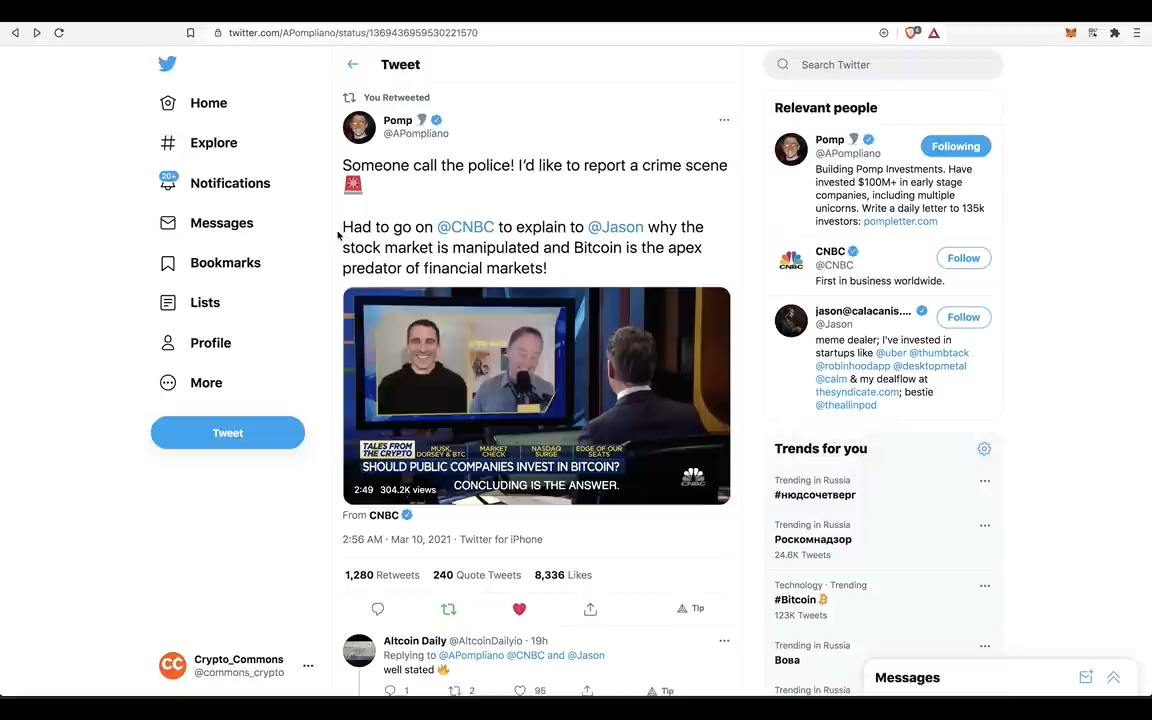 twitter.com/APompliano/status/1369436959530221570
Home
Explore
20+
Notifications
Messages
Bookmarks
Lists
Profile
More
Tweet
CC
Crypto_Commons
@commons_crypto
Tweet
You Retweeted
Pomp
@APompliano
Someone call the police! I'd like to report a crime scene
Had to go on @CNBC to explain to @Jason why the
stock market is manipulated and Bitcoin is the apex
predator of financial markets!
TALES FROM
THE CRYPTO
MUSK,
DORSEY & BTC
MARKET
CHECK
NASDAQ
SURGE
EDGE OF OUR
SEATS
SHOULD PUBLIC COMPANIES INVEST IN BITCOIN?
CONCLUDING IS THE ANSWER.
2:49 304.2K views
CNBC
From CNBC
2:56 AM · Mar 10, 2021 · Twitter for iPhone
1,280 Retweets 240 Quote Tweets 8,336 Likes
Tip
Altcoin Daily @AltcoinDailyio · 19h
Replying to @APompliano @CNBC and @Jason
well stated
1 2 95 Tip
Search Twitter
Relevant people
Pomp
@APompliano
Following
Building Pomp Investments. Have
invested $100M+ in early stage
companies, including multiple
unicorns. Write a daily letter to 135k
investors: pompletter.com
CNBC
CNBC
@CNBC
Follow
First in business worldwide.
jason@calacanis....
@Jason
Follow
meme dealer; I've invested in
startups like @uber @thumbtack
@robinhoodapp @desktopmetal
@calm & my dealflow at
thesyndicate.com; bestie
@theallinpod
Trends for you
Trending in Russia
#нюдсочетверг
Trending in Russia
Роскомнадзор
24.6K Tweets
Technology · Trending
#Bitcoin
123K Tweets
Trending in Russia
Вова
Trending in Russia
Messages